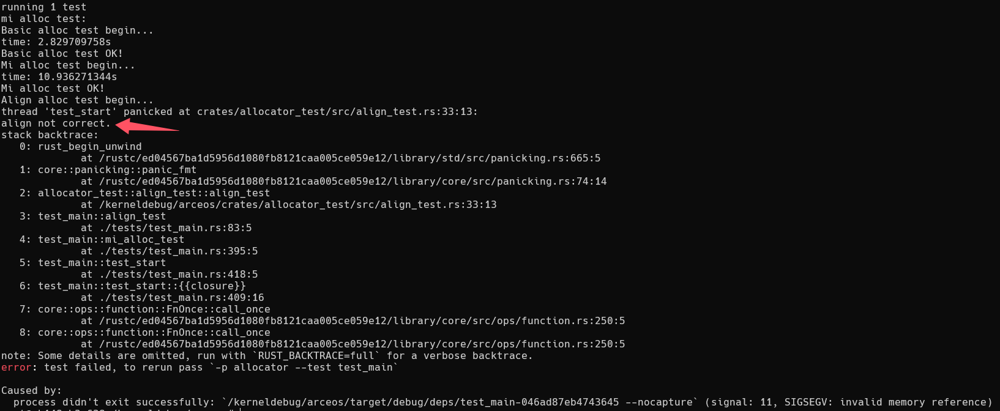 running 1 test
mi alloc test:
Basic alloc test begin...
time: 2.829709758s
Basic alloc test OK!
Mi alloc test begin...
time: 10.936271344s
Mi alloc test OK!
Align alloc test begin...
thread 'test_start' panicked at crates/allocator_test/src/align_test.rs:33:13:
align not correct.
stack backtrace:
   0: rust_begin_unwind
             at /rustc/ed04567ba1d5956d1080fb8121caa005ce059e12/library/std/src/panicking.rs:665:5
   1: core::panicking::panic_fmt
             at /rustc/ed04567ba1d5956d1080fb8121caa005ce059e12/library/core/src/panicking.rs:74:14
   2: allocator_test::align_test::align_test
             at /kerneldebug/arceos/crates/allocator_test/src/align_test.rs:33:13
   3: test_main::align_test
             at ./tests/test_main.rs:83:5
   4: test_main::mi_alloc_test
             at ./tests/test_main.rs:395:5
   5: test_main::test_start
             at ./tests/test_main.rs:418:5
   6: test_main::test_start::{{closure}}
             at ./tests/test_main.rs:409:16
   7: core::ops::function::FnOnce::call_once
             at /rustc/ed04567ba1d5956d1080fb8121caa005ce059e12/library/core/src/ops/function.rs:250:5
   8: core::ops::function::FnOnce::call_once
             at /rustc/ed04567ba1d5956d1080fb8121caa005ce059e12/library/core/src/ops/function.rs:250:5
note: Some details are omitted, run with `RUST_BACKTRACE=full` for a verbose backtrace.
error: test failed, to rerun pass `-p allocator --test test_main`

Caused by:
  process didn't exit successfully: `/kerneldebug/arceos/target/debug/deps/test_main-046ad87eb4743645 --nocapture` (signal: 11, SIGSEGV: invalid memory reference)